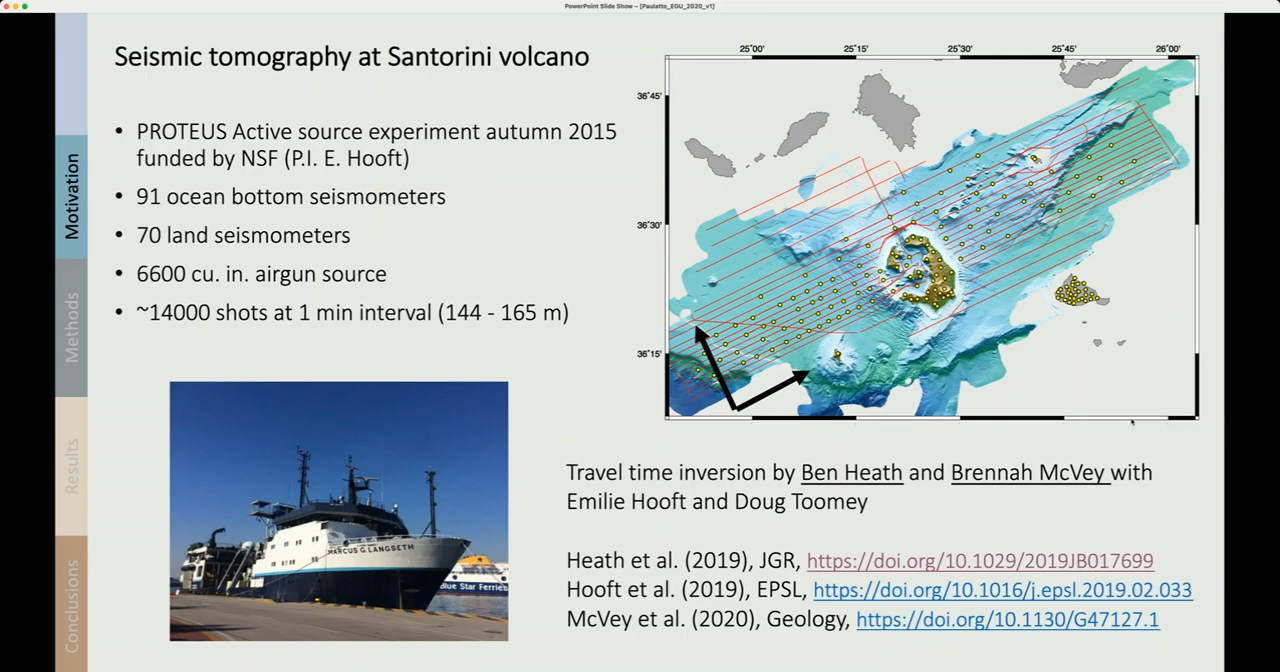 PowerPoint Slide Show – [Paulatto_EGU_2020_v1]
Seismic tomography at Santorini volcano
• PROTEUS Active source experiment autumn 2015
funded by NSF (P.I. E. Hooft)
• 91 ocean bottom seismometers
• 70 land seismometers
• 6600 cu. in. airgun source
• ~14000 shots at 1 min interval (144 - 165 m)
Motivation
Methods
Results
Conclusions
25˚00' 25˚15' 25˚30' 25˚45' 26˚00'
36˚45'
36˚30'
36˚15'
MARCUS G. LANGSETH
Blue Star Ferries
Travel time inversion by Ben Heath and Brennah McVey with
Emilie Hooft and Doug Toomey
Heath et al. (2019), JGR, https://doi.org/10.1029/2019JB017699
Hooft et al. (2019), EPSL, https://doi.org/10.1016/j.epsl.2019.02.033
McVey et al. (2020), Geology, https://doi.org/10.1130/G47127.1